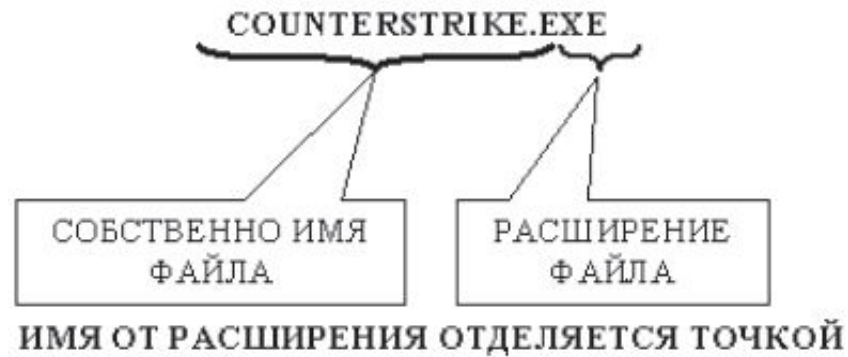 COUNTERSTRIKE.EXE
СОБСТВЕННО ИМЯ
ФАЙЛА
РАСШИРЕНИЕ
ФАЙЛА
ИМЯ ОТ РАСШИРЕНИЯ ОТДЕЛЯЕТСЯ ТОЧКОЙ